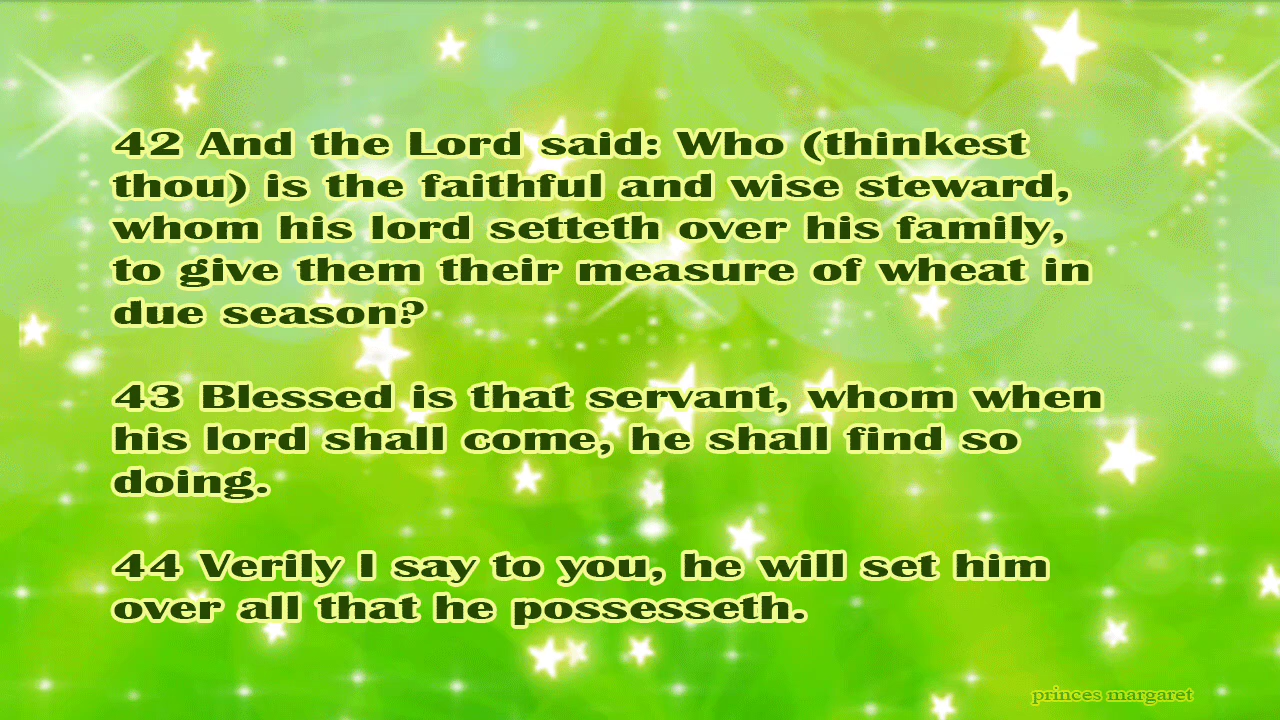 42 And the Lord said: Who (thinkest
thou) is the faithful and wise steward,
whom his lord setteth over his family,
to give them their measure of wheat in
due season?
43 Blessed is that servant, whom when
his lord shall come, he shall find so
doing.
44 Verily I say to you, he will set him
over all that he possesseth.
princes margaret